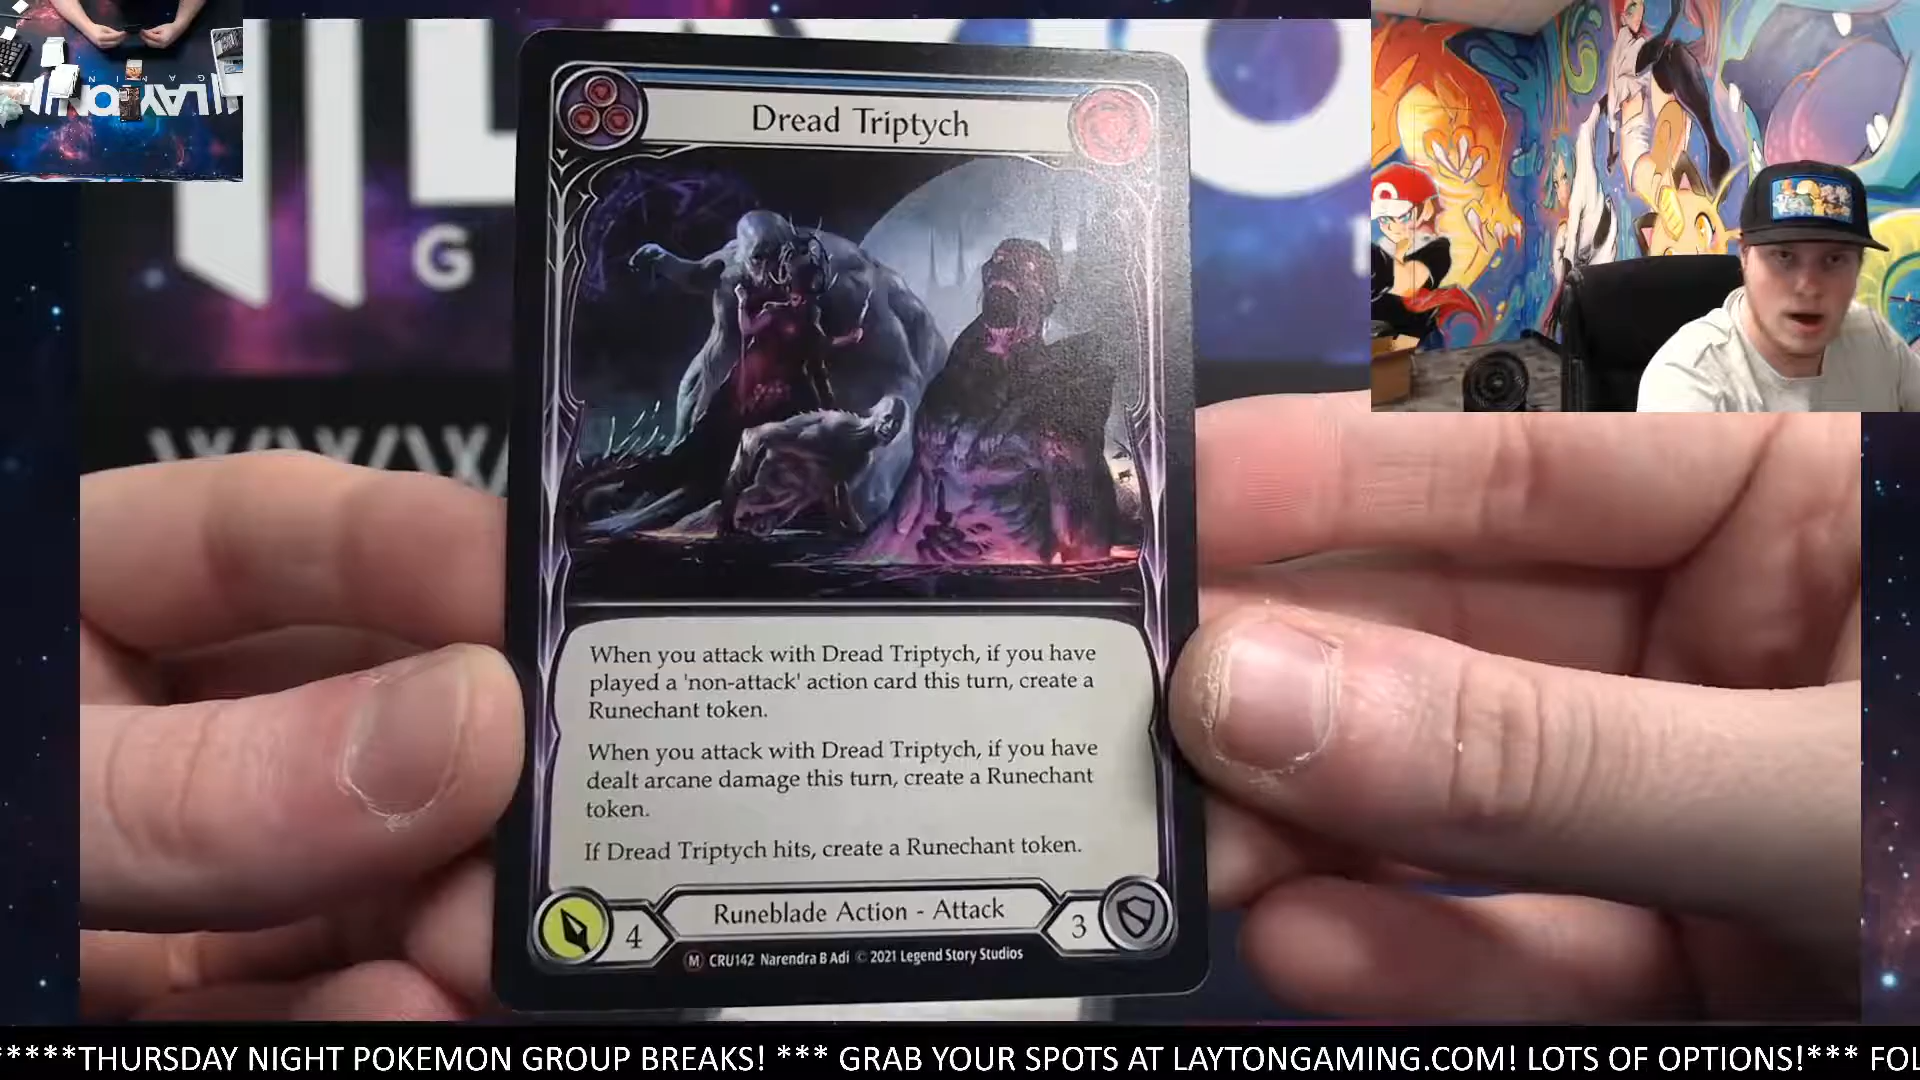 Dread Triptych
When you attack with Dread Triptych, if you have
played a 'non-attack' action card this turn, create a
Runechant token.
When you attack with Dread Triptych, if you have
dealt arcane damage this turn, create a Runechant
token.
If Dread Triptych hits, create a Runechant token.
4
Runeblade Action - Attack
3
M CRU142 Narendra B Adi © 2021 Legend Story Studios
*****THURSDAY NIGHT POKEMON GROUP BREAKS! *** GRAB YOUR SPOTS AT LAYTONGAMING.COM! LOTS OF OPTIONS!*** FOL